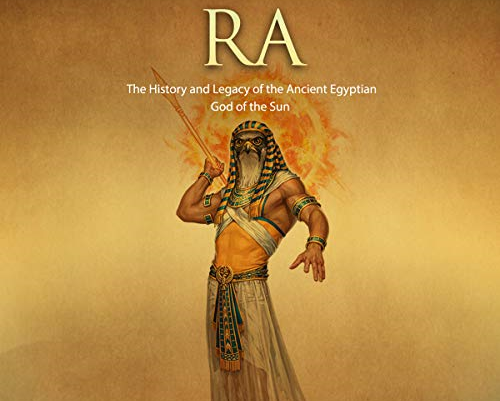 RA
The History and Legacy of the Ancient Egyptian
God of the Sun